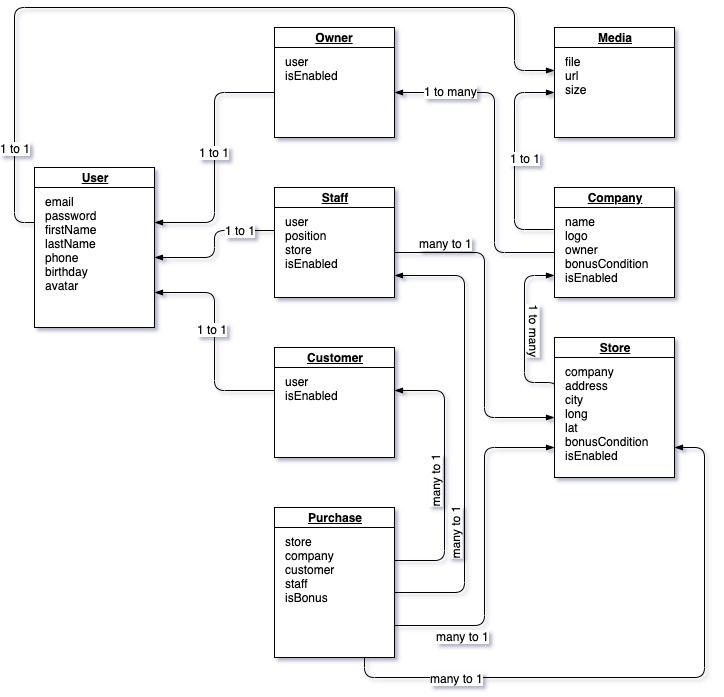 Owner
user
isEnabled
Media
file
url
size
1 to many
1 to 1
1 to 1
1 to 1
User
email
password
firstName
lastName
phone
birthday
avatar
Staff
user
position
store
isEnabled
Company
name
logo
owner
bonusCondition
isEnabled
1 to 1
many to 1
1 to many
1 to 1
Store
company
address
city
long
lat
bonusCondition
isEnabled
Customer
user
isEnabled
many to 1
many to 1
Purchase
store
company
customer
staff
isBonus
many to 1
many to 1